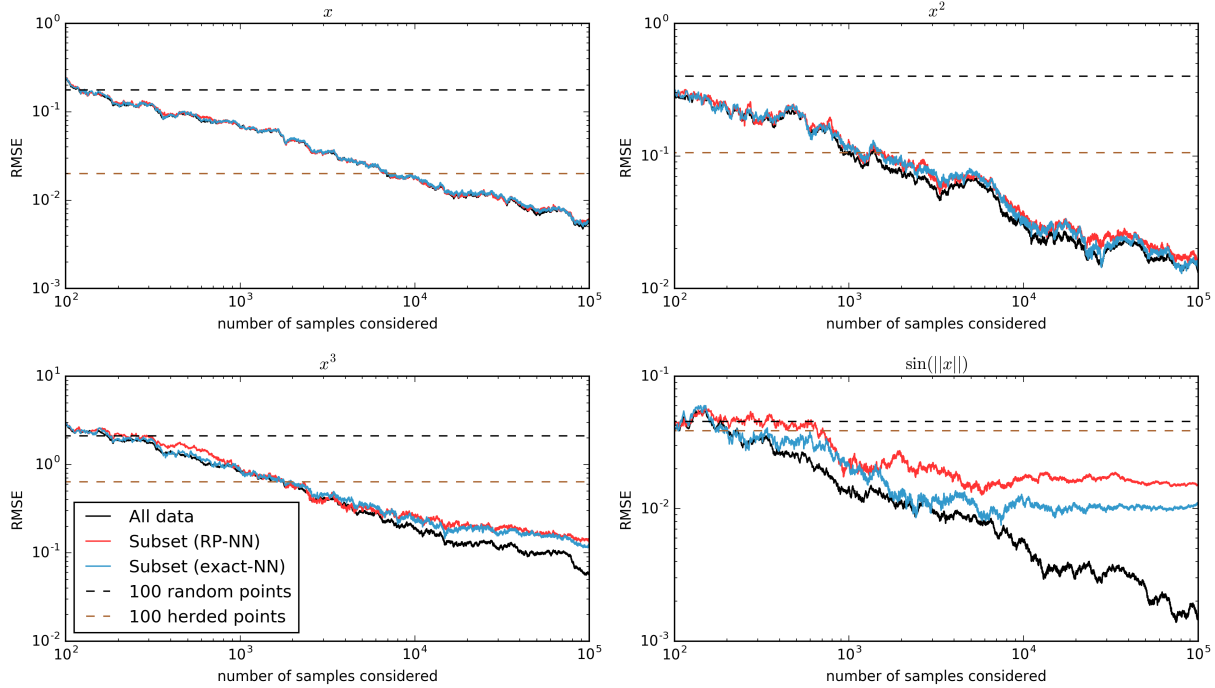 x
10^0
10^-1
10^-2
10^-3
RMSE
10^2
10^3
10^4
10^5
number of samples considered
x^2
10^0
10^-1
10^-2
RMSE
10^2
10^3
10^4
10^5
number of samples considered
x^3
10^1
10^0
10^-1
10^-2
RMSE
All data
Subset (RP-NN)
Subset (exact-NN)
100 random points
100 herded points
10^2
10^3
10^4
10^5
number of samples considered
sin(||x||)
10^-1
10^-2
10^-3
RMSE
10^2
10^3
10^4
10^5
number of samples considered